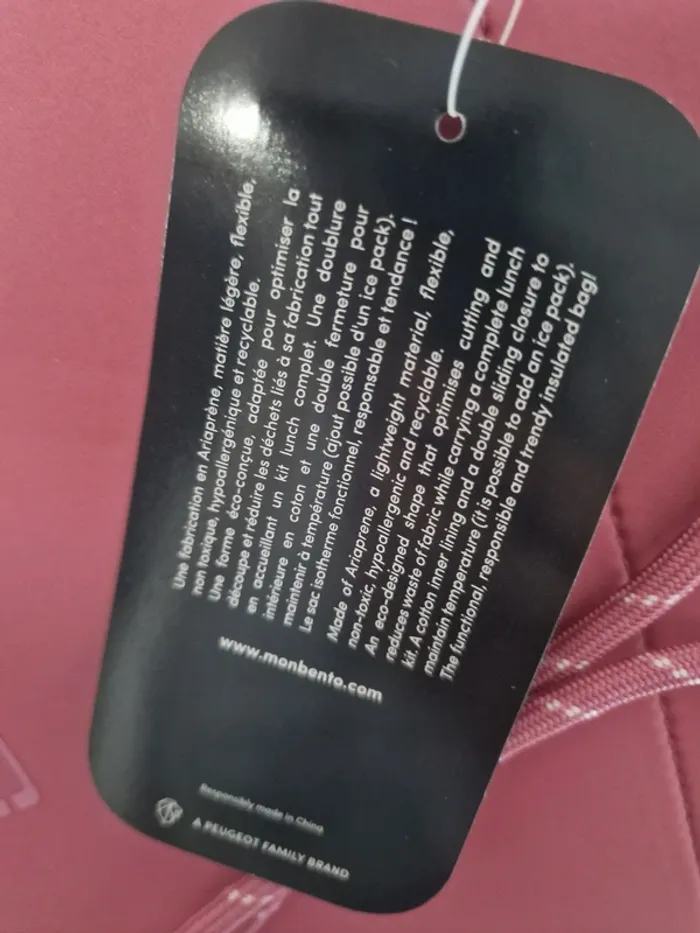 Une fabrication en Ariaprène, matière légère, flexible,
non toxique, hypoallergénique et recyclable.
Une forme éco-conçue, adaptée pour optimiser la
découpe et réduire les déchets liés à sa fabrication tout
en accueillant un kit lunch complet. Une doublure
intérieure en coton et une double fermeture pour
maintenir à température (ajout possible d'un ice pack).
Le sac isotherme fonctionnel, responsable et tendance !
Made of Ariaprene, a lightweight material, flexible,
non-toxic, hypoallergenic and recyclable.
An eco-designed shape that optimises cutting and
reduces waste of fabric while carrying a complete lunch
kit. A cotton inner lining and a double sliding closure to
maintain temperature (it is possible to add an ice pack).
The functional, responsible and trendy insulated bag!
www.monbento.com
Responsibly made in China
A PEUGEOT FAMILY BRAND